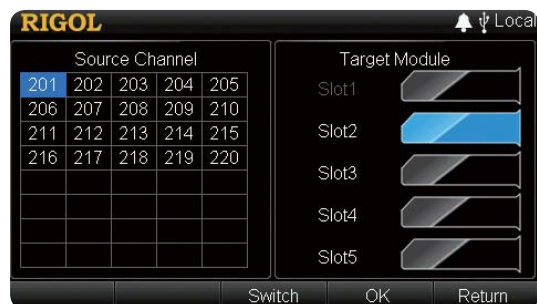 RIGOL Local
Source Channel
201 202 203 204 205
206 207 208 209 210
211 212 213 214 215
216 217 218 219 220
Target Module
Slot1
Slot2
Slot3
Slot4
Slot5
Switch OK Return